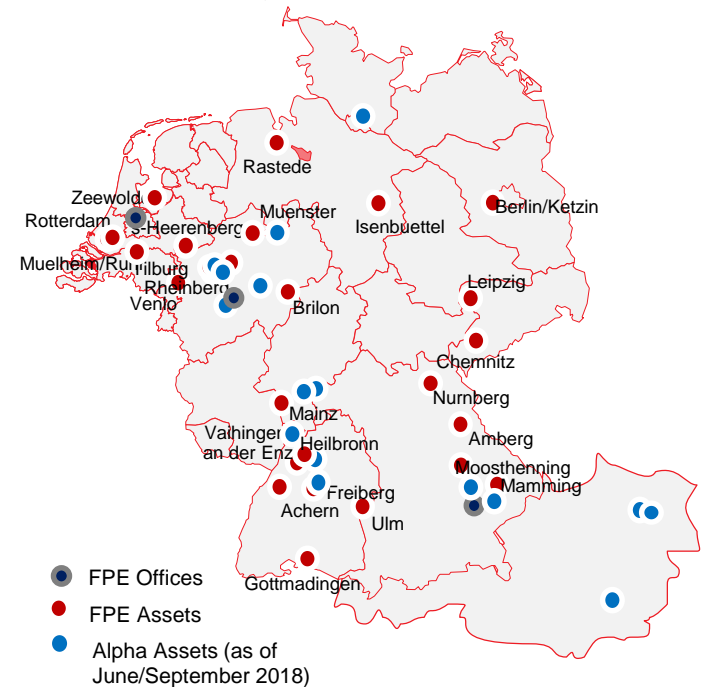 Rastede
Zeewold
Muenster
Isenbuettel
Berlin/Ketzin
Rotterdam
s-Heerenberg
Muelheim/Ruhr
Tilburg
Rheinberg
Venlo
Brilon
Leipzig
Chemnitz
Nurnberg
Mainz
Amberg
Vaihingen
an der Enz
Heilbronn
Moosthenning
Mamming
Freiberg
Achern
Ulm
Gottmadingen
FPE Offices
FPE Assets
Alpha Assets (as of
June/September 2018)